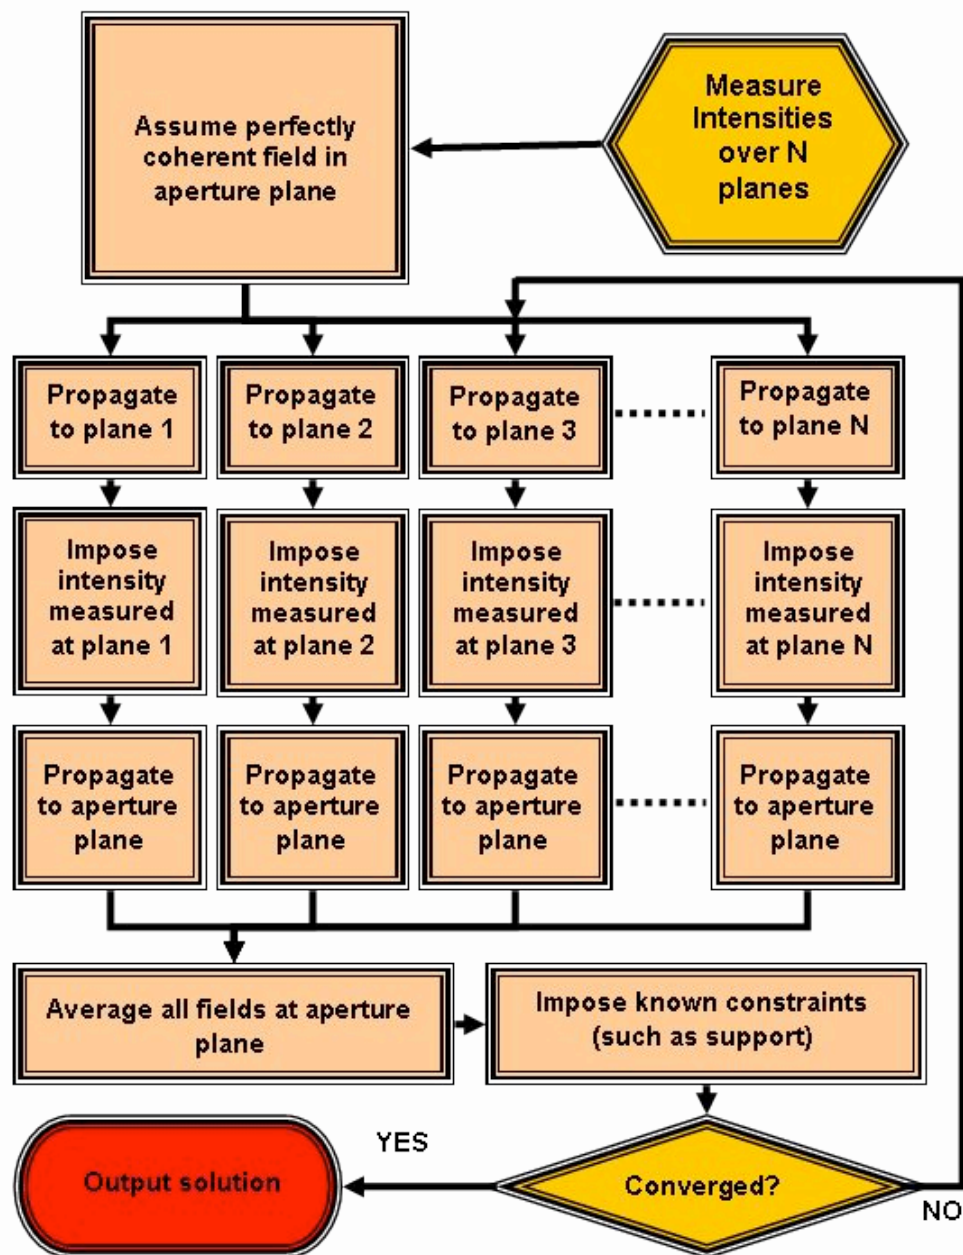 Assume perfectly
coherent field in
aperture plane
Measure
Intensities
over N
planes
Propagate
to plane 1
Propagate
to plane 2
Propagate
to plane 3
Propagate
to plane N
Impose
intensity
measured
at plane 1
Impose
intensity
measured
at plane 2
Impose
intensity
measured
at plane 3
Impose
intensity
measured
at plane N
Propagate
to aperture
plane
Propagate
to aperture
plane
Propagate
to aperture
plane
Propagate
to aperture
plane
Average all fields at aperture
plane
Impose known constraints
(such as support)
Converged?
YES
NO
Output solution